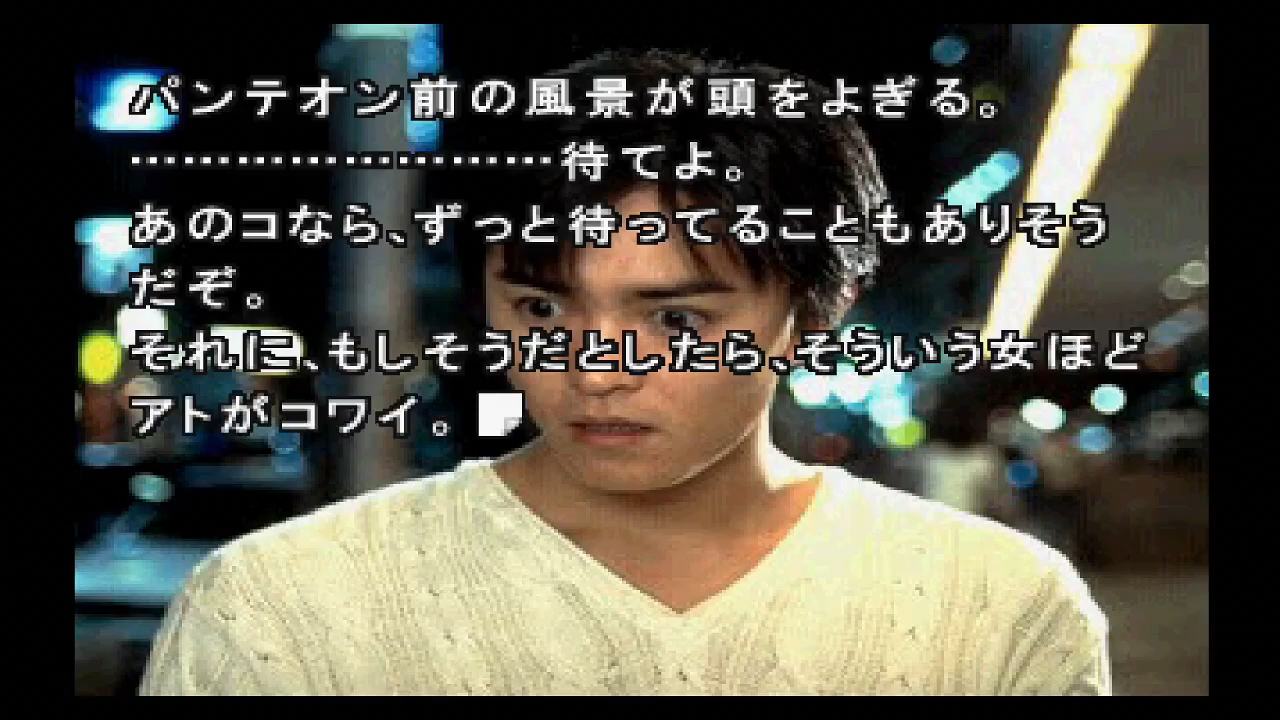 パンテオン前の風景が頭をよぎる。
‥‥‥‥‥‥‥‥‥‥‥‥‥‥‥待てよ。
あのコなら、ずっと待ってることもありそう
だぞ。
それに、もしそうだとしたら、そういう女ほど
アトがコワイ。